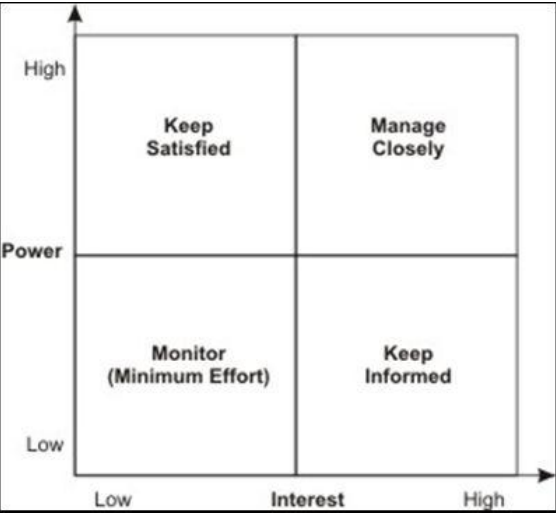 High
Keep
Satisfied
Manage
Closely
Power
Monitor
(Minimum Effort)
Keep
Informed
Low
Low
Interest
High